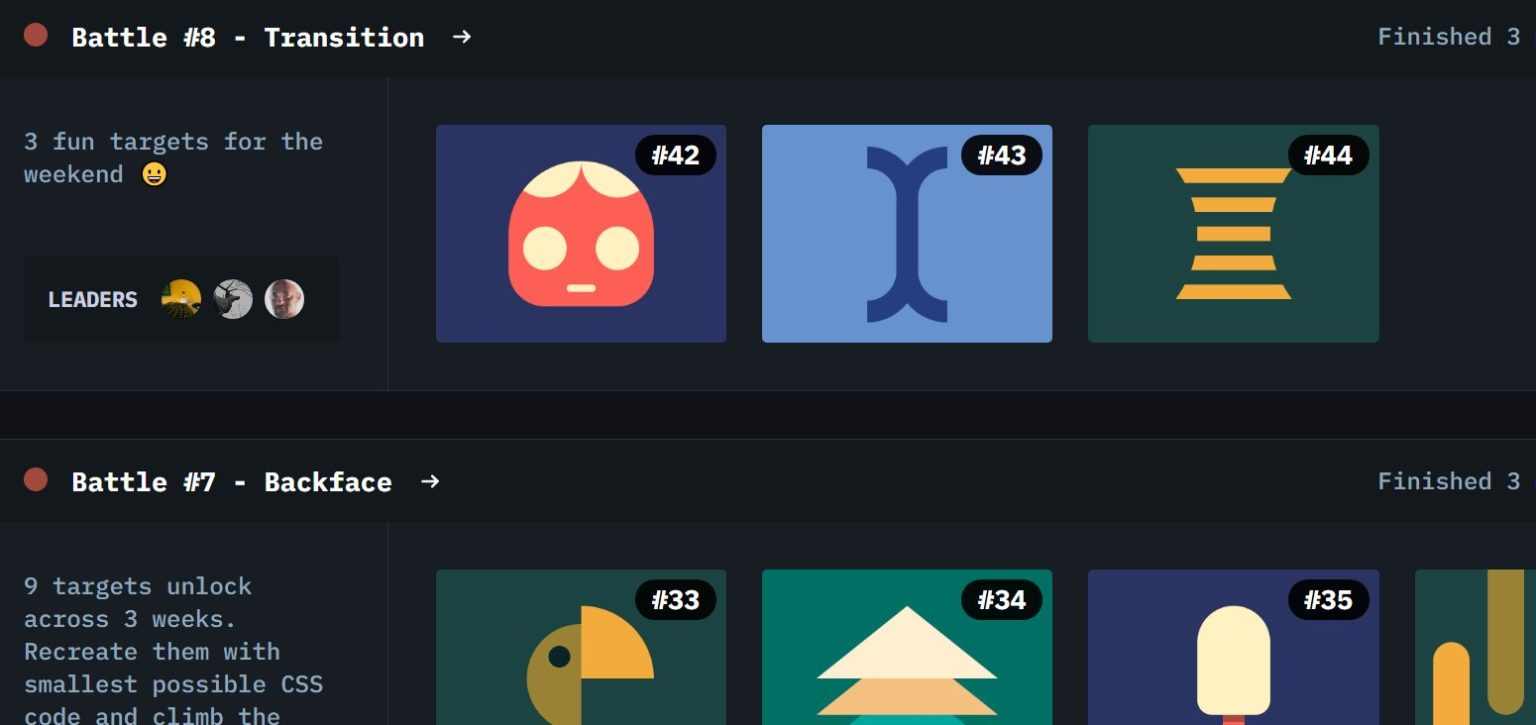 Battle #8 - Transition →
Finished 3
3 fun targets for the
weekend 😀
LEADERS
#42
#43
#44
Battle #7 - Backface →
Finished 3
9 targets unlock
across 3 weeks.
Recreate them with
smallest possible CSS
code and climb the
#33
#34
#35